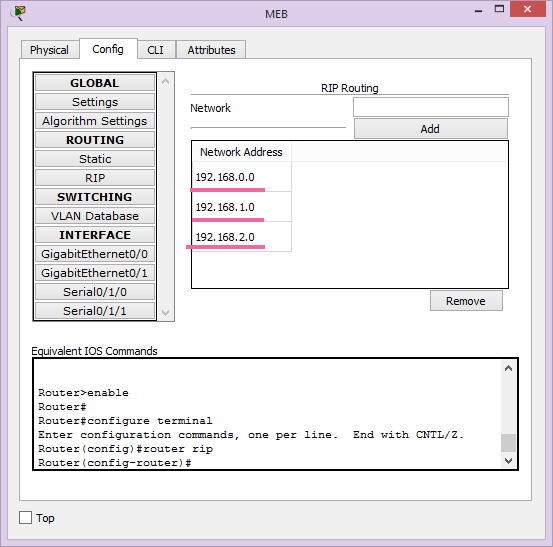 MEB
Physical
Config
CLI
Attributes
GLOBAL
Settings
Algorithm Settings
ROUTING
Static
RIP
SWITCHING
VLAN Database
INTERFACE
GigabitEthernet0/0
GigabitEthernet0/1
Serial0/1/0
Serial0/1/1
RIP Routing
Network
Add
Network Address
192.168.0.0
192.168.1.0
192.168.2.0
Remove
Equivalent IOS Commands
Router>enable
Router#
Router#configure terminal
Enter configuration commands, one per line.  End with CNTL/Z.
Router(config)#router rip
Router(config-router)#
Top